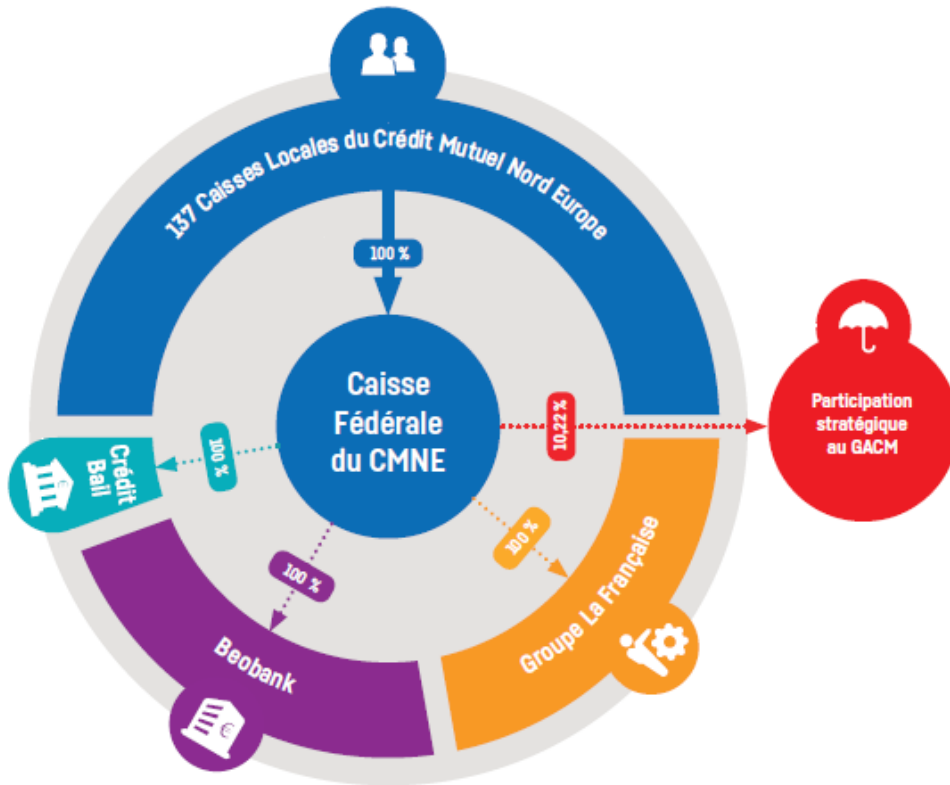 137 Caisses Locales du Crédit Mutuel Nord Europe
100 %
Caisse
Fédérale
du CMNE
10,22 %
Participation
stratégique
au GACM
100 %
Crédit
Bail
100 %
Beobank
100 %
Groupe La Française